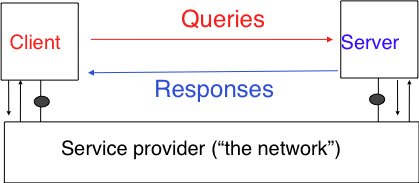 Queries
Client
Server
Responses
Service provider (“the network”)